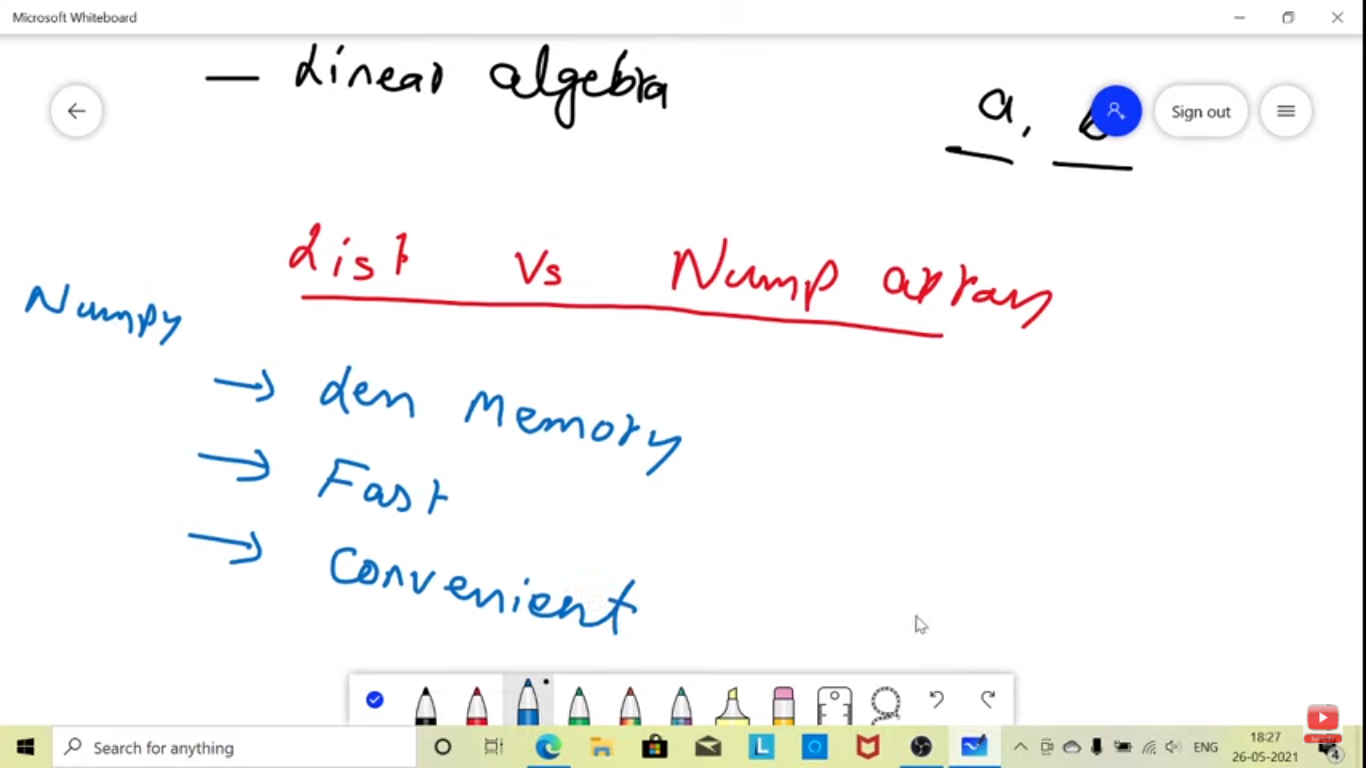 Microsoft Whiteboard
— Linear algebra
a,
Sign out
List Vs Nump array
Numpy
→ Less Memory
→ Fast
→ Convenient
Search for anything
ENG
18:27
26-05-2021
4